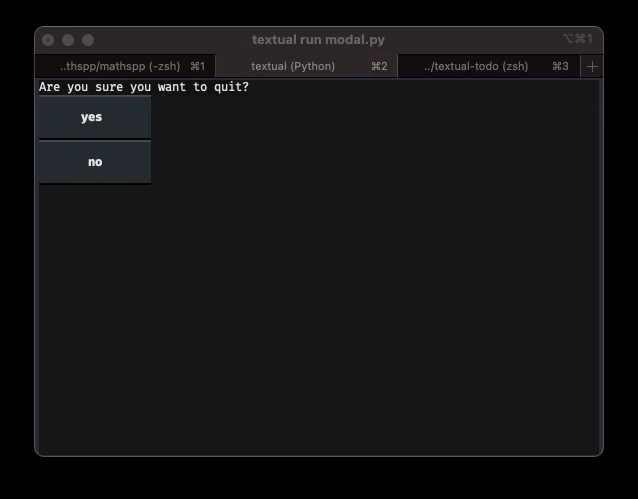 textual run modal.py ⌥⌘1
..thspp/mathspp (-zsh) ⌘1 textual (Python) ⌘2 ../textual-todo (zsh) ⌘3 +
Are you sure you want to quit?
yes
no